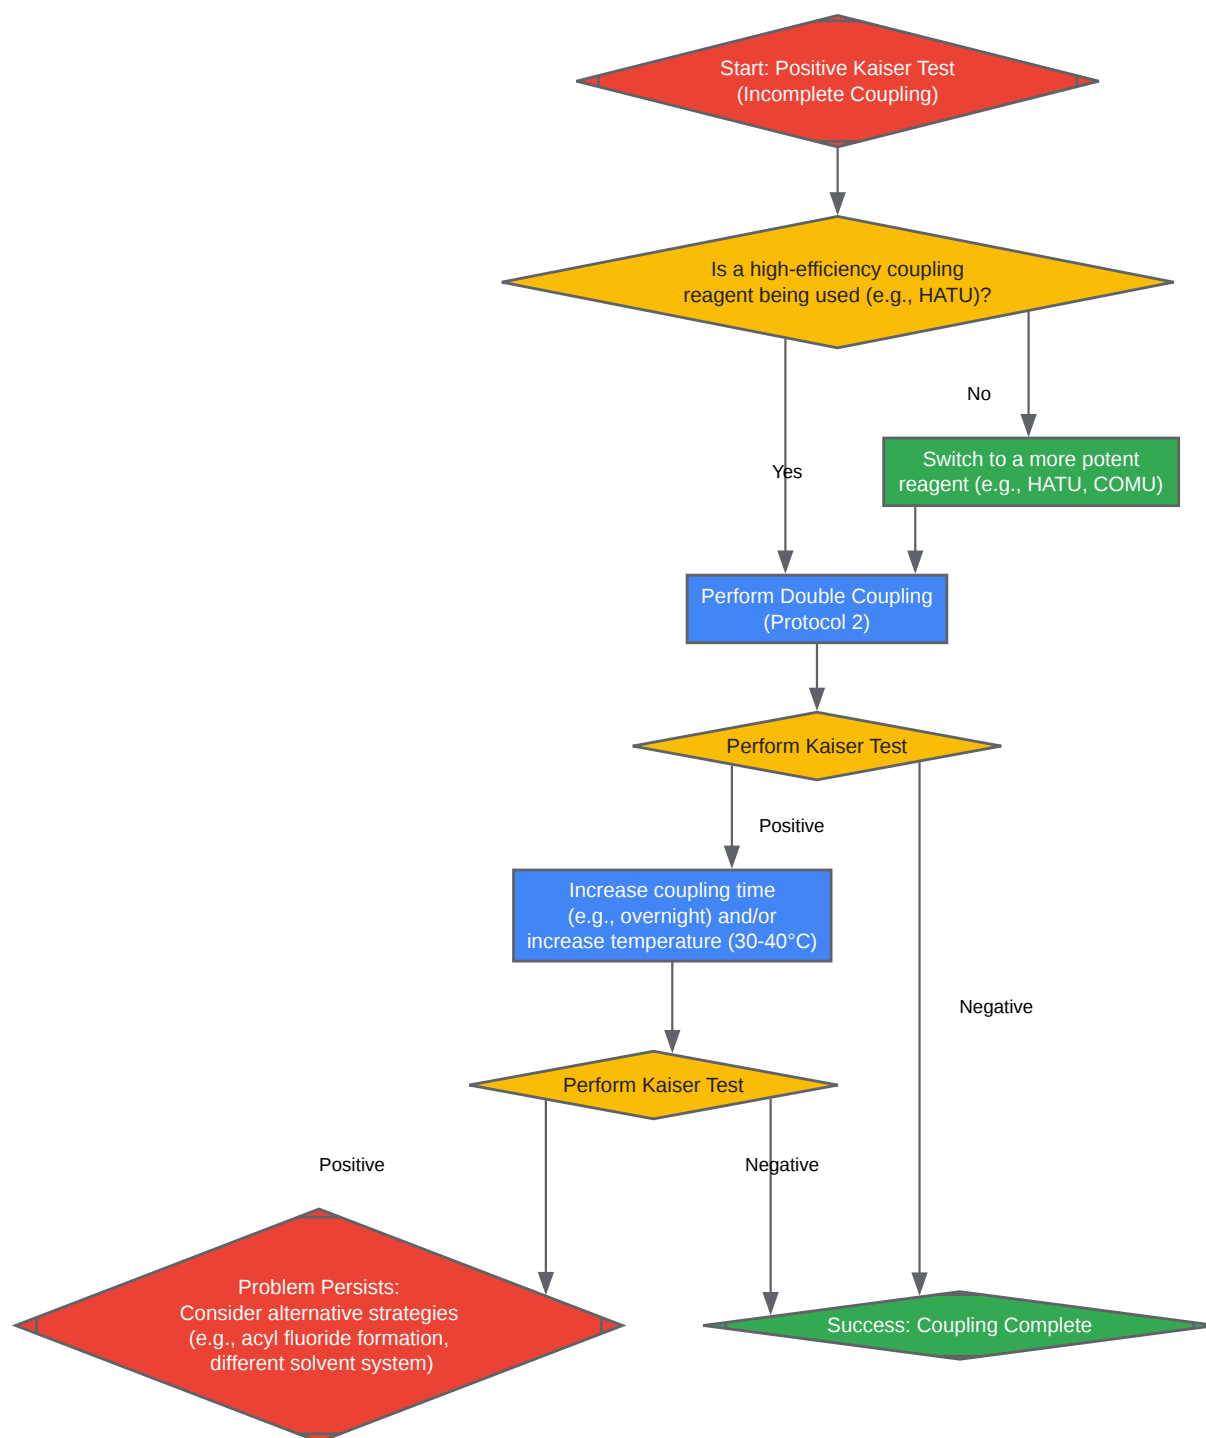 Start: Positive Kaiser Test
(Incomplete Coupling)
Is a high-efficiency coupling
reagent being used (e.g., HATU)?
No
Yes
Switch to a more potent
reagent (e.g., HATU, COMU)
Perform Double Coupling
(Protocol 2)
Perform Kaiser Test
Positive
Increase coupling time
(e.g., overnight) and/or
increase temperature (30-40°C)
Negative
Perform Kaiser Test
Positive
Negative
Problem Persists:
Consider alternative strategies
(e.g., acyl fluoride formation,
different solvent system)
Success: Coupling Complete